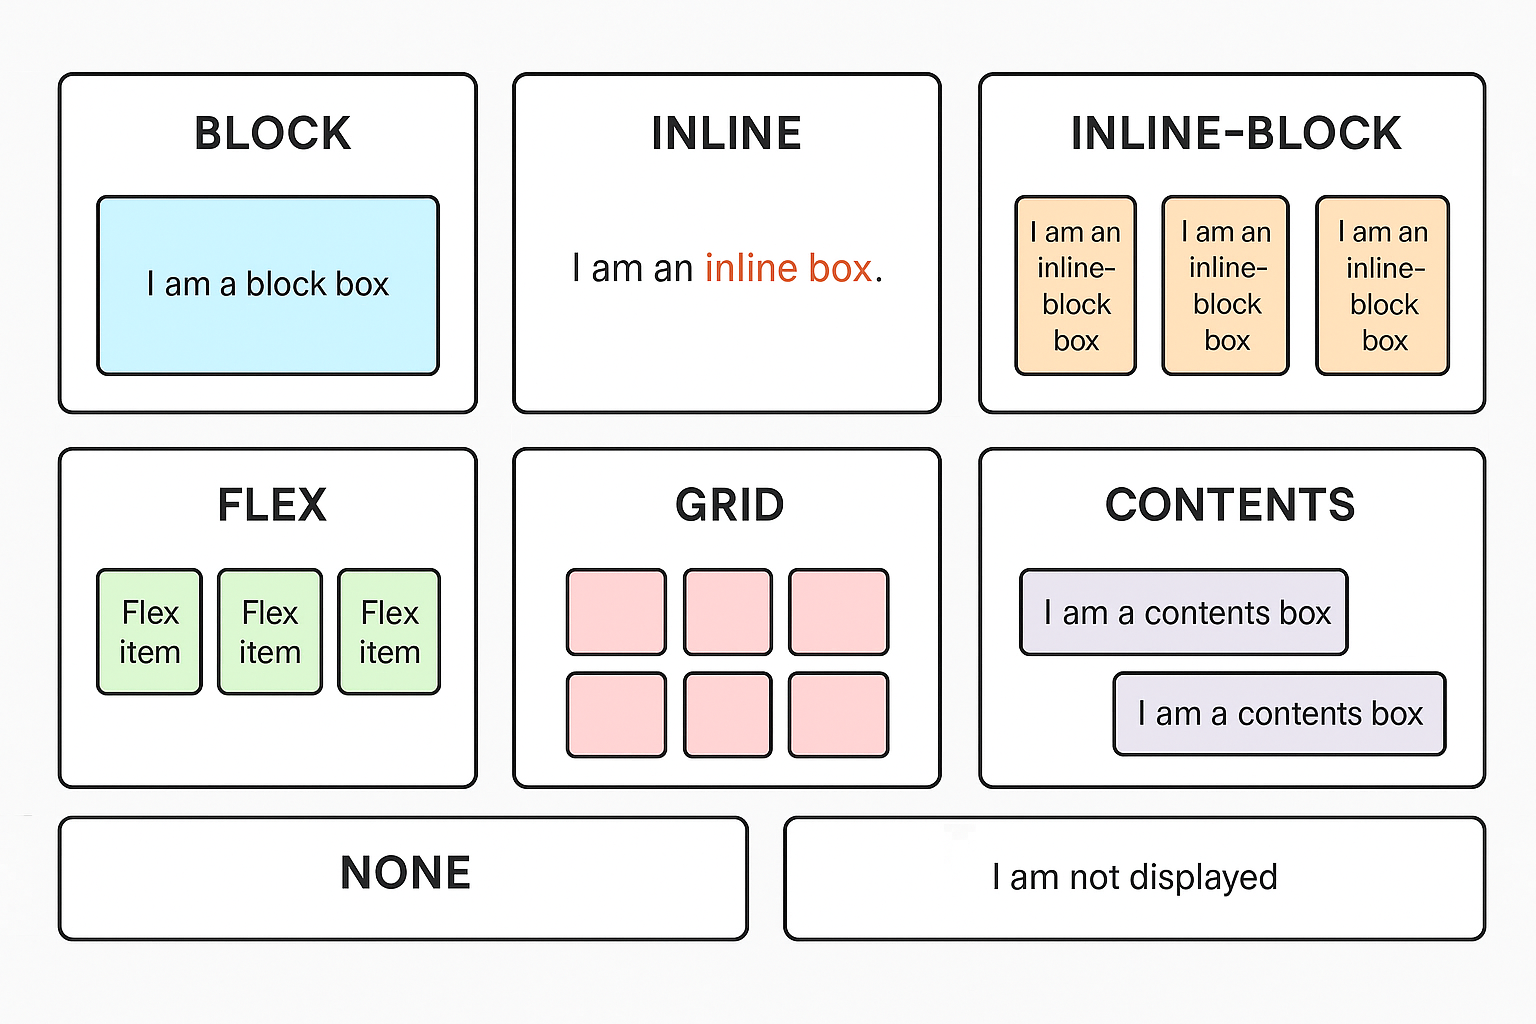 BLOCK
I am a block box
INLINE
I am an inline box.
INLINE-BLOCK
I am an
inline-
block
box
I am an
inline-
block
box
I am an
inline-
block
box
FLEX
Flex
item
Flex
item
Flex
item
GRID
CONTENTS
I am a contents box
I am a contents box
NONE
I am not displayed